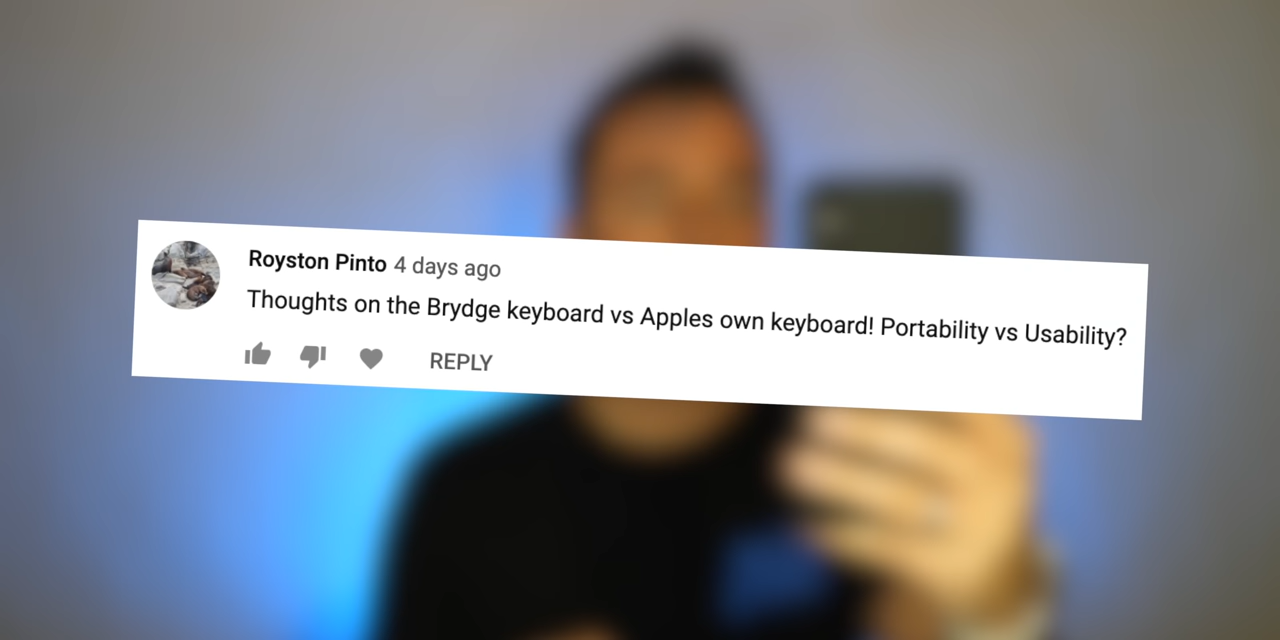 Royston Pinto 4 days ago
Thoughts on the Brydge keyboard vs Apples own keyboard! Portability vs Usability?
REPLY